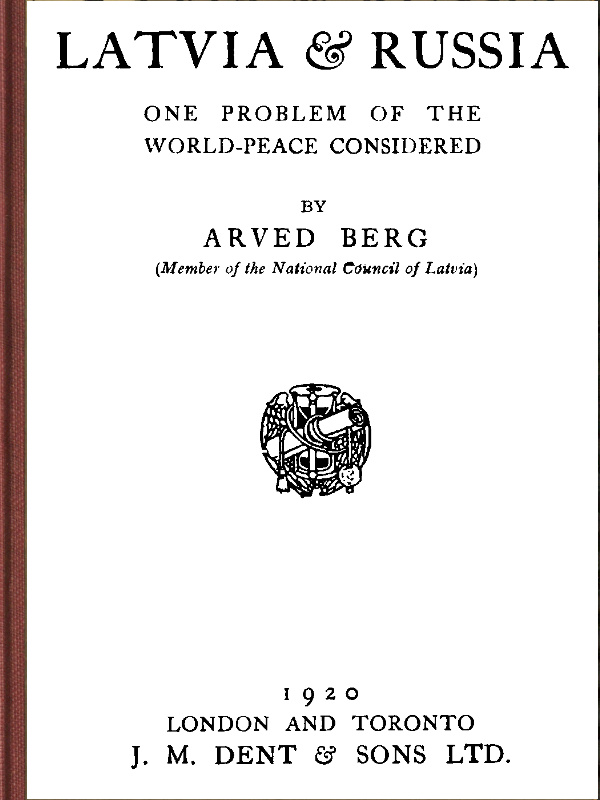 LATVIA & RUSSIA
ONE PROBLEM OF THE
WORLD-PEACE CONSIDERED
BY
ARVED BERG
(Member of the National Council of Latvia)
1920
LONDON AND TORONTO
J. M. DENT & SONS LTD.